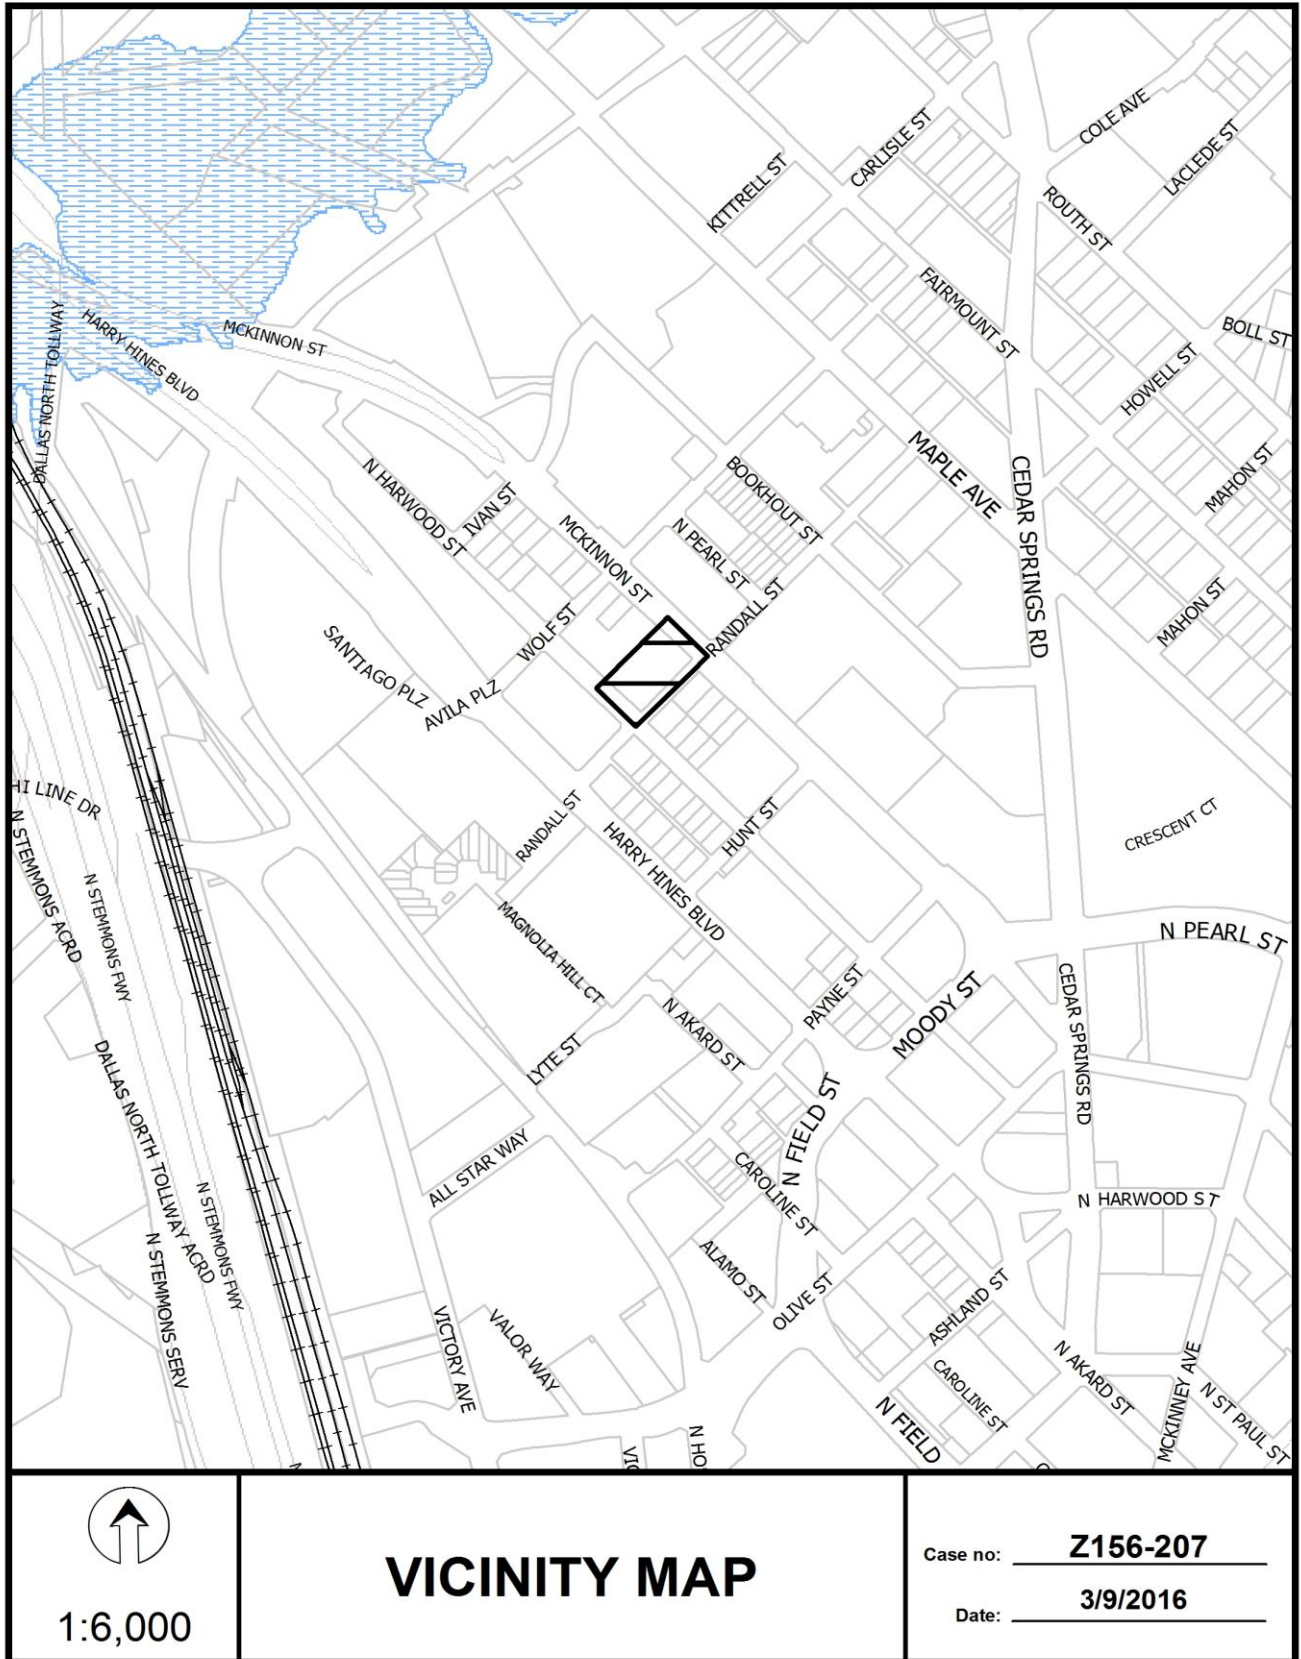 COLE AVE
CARLISLE ST
LACLEDE ST
KITTRELL ST
ROUTH ST
FAIRMOUNT ST
BOLL ST
HARRY HINES BLVD
MCKINNON ST
DALLAS NORTH TOLLWAY
HOWELL ST
MAPLE AVE
MAHON ST
BOOKHOUT ST
CEDAR SPRINGS RD
N HARWOOD ST
IVAN ST
MCKINNON ST
N PEARL ST
RANDALL ST
MAHON ST
WOLF ST
SANTIAGO PLZ
AVILA PLZ
HI LINE DR
RANDALL ST
HUNT ST
CRESCENT CT
HARRY HINES BLVD
N STEMMONS ACRD
N STEMMONS FWY
MAGNOLIA HILL CT
N PEARL ST
PAYNE ST
MOODY ST
CEDAR SPRINGS RD
N AKARD ST
LYTE ST
DALLAS NORTH TOLLWAY ACRD
N FIELD ST
ALL STAR WAY
CAROLINE ST
N HARWOOD ST
N STEMMONS FWY
N STEMMONS SERV
ALAMO ST
OLIVE ST
ASHLAND ST
VICTORY AVE
VALOR WAY
CAROLINE ST
N AKARD ST
MCKINNEY AVE
N ST PAUL ST
N FIELD
N HO
VIC
VICINITY MAP
1:6,000
Case no: Z156-207
Date: 3/9/2016